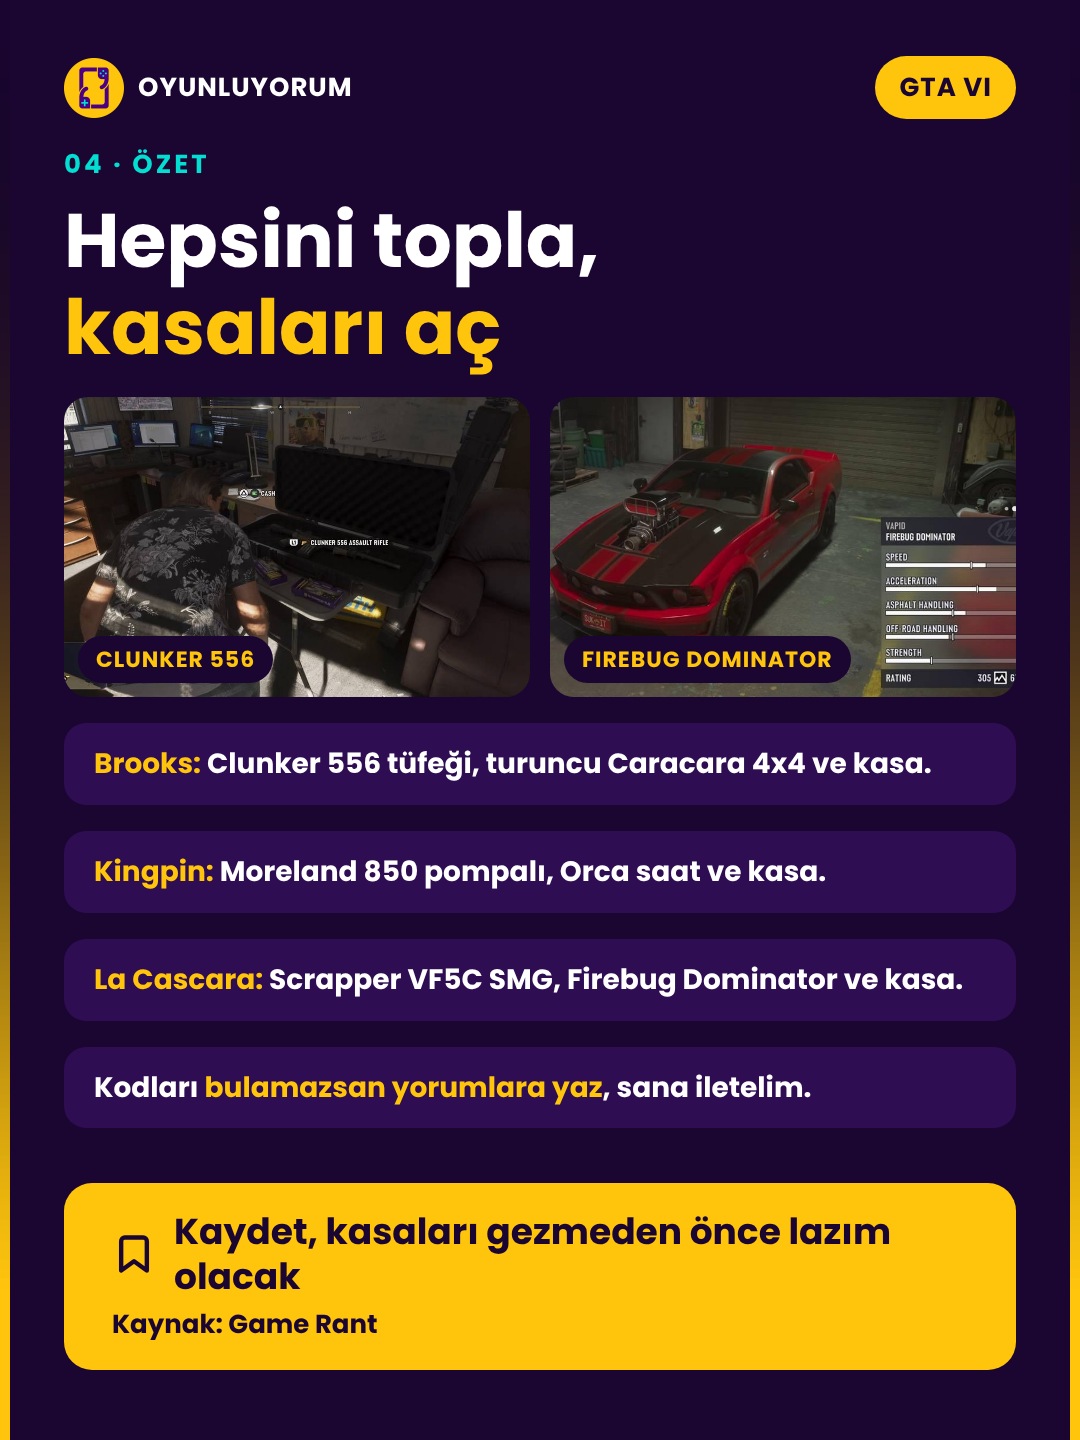 OYUNLUYORUM
GTA VI
04 · ÖZET
Hepsini topla,
kasaları aç
CASH
CLUNKER 556 ASSAULT RIFLE
CLUNKER 556
VAPID
FIREBUG DOMINATOR
SPEED
ACCELERATION
ASPHALT HANDLING
OFF-ROAD HANDLING
STRENGTH
RATING
305
FIREBUG DOMINATOR
Brooks: Clunker 556 tüfeği, turuncu Caracara 4x4 ve kasa.
Kingpin: Moreland 850 pompalı, Orca saat ve kasa.
La Cascara: Scrapper VF5C SMG, Firebug Dominator ve kasa.
Kodları bulamazsan yorumlara yaz, sana iletelim.
Kaydet, kasaları gezmeden önce lazım
olacak
Kaynak: Game Rant